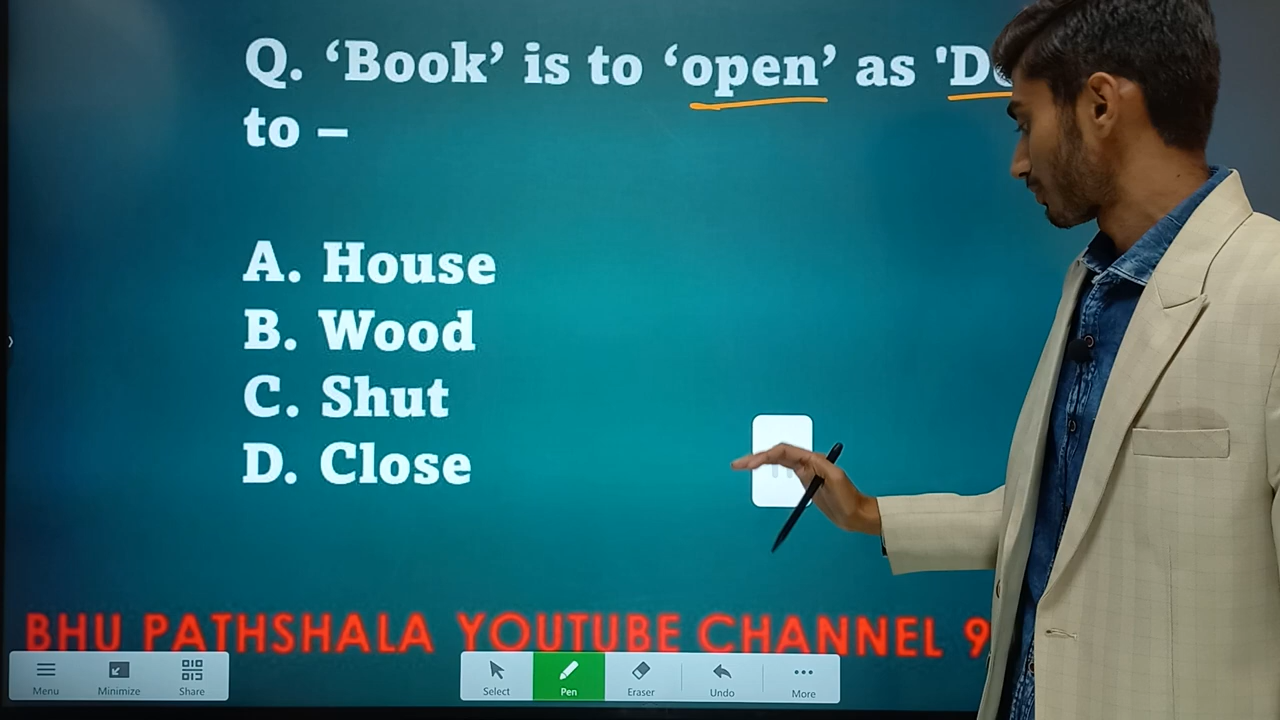 Q. ‘Book’ is to ‘open’ as
to –
A. House
B. Wood
C. Shut
D. Close
BHU PATHSHALA YOUTUBE CHANNEL 9
Menu Minimize Share Select Pen Eraser Undo More